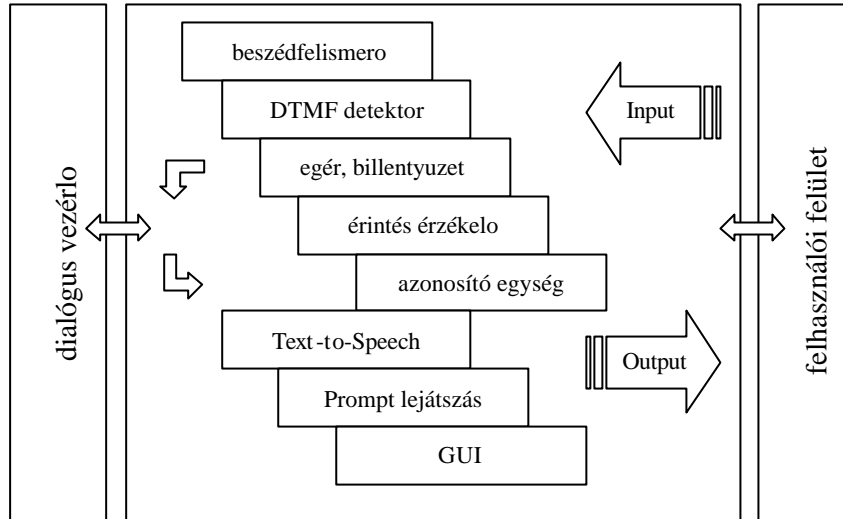 dialógus vezérlo
beszédfelismero
DTMF detektor
Input
egér, billentyuzet
érintés érzékelo
azonosító egység
Text-to-Speech
Output
Prompt lejátszás
GUI
felhasználói felület